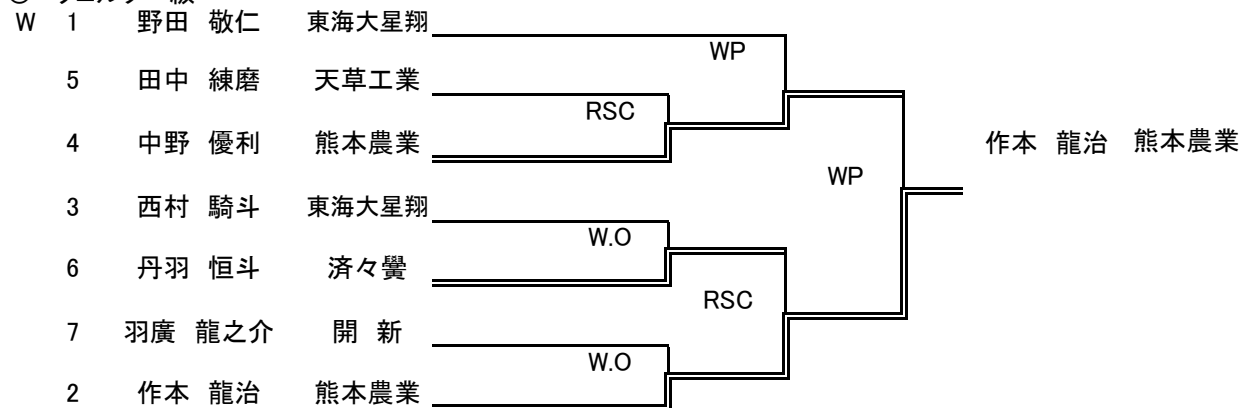 W 1 野田 敬仁 東海大星翔
WP
5 田中 練磨 天草工業
RSC
4 中野 優利 熊本農業
作本 龍治 熊本農業
WP
3 西村 騎斗 東海大星翔
W.O
6 丹羽 恒斗 済々黌
RSC
7 羽廣 龍之介 開 新
W.O
2 作本 龍治 熊本農業